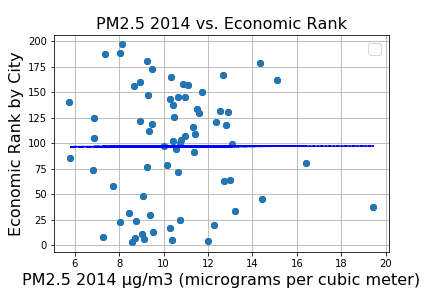 PM2.5 2014 vs. Economic Rank
Economic Rank by City
200
175
150
125
100
75
50
25
0
6 8 10 12 14 16 18 20
PM2.5 2014 µg/m3 (micrograms per cubic meter)